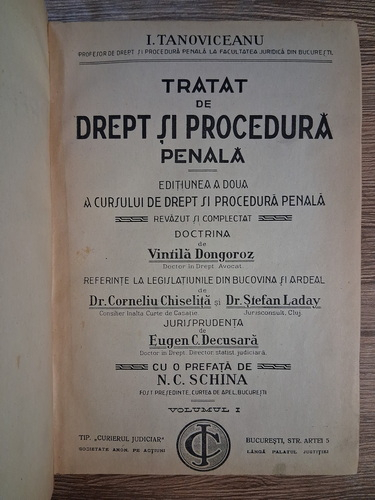 I. TANOVICEANU
PROFESOR DE DREPT ȘI PROCEDURĂ PENALĂ LA FACULTATEA JURIDICĂ DIN BUCUREȘTI.
TRATAT
DE
DREPT ȘI PROCEDURĂ
PENALĂ
EDIȚIUNEA A DOUA
A CURSULUI DE DREPT ȘI PROCEDURĂ PENALĂ
REVĂZUT ȘI COMPLECTAT
DOCTRINA
de
Vintilă Dongoroz
Doctor în Drept. Avocat
REFERINȚE LA LEGISLAȚIUNILE DIN BUCOVINA ȘI ARDEAL
de
Dr. Corneliu Chiseliță și Dr. Ștefan Laday
Consilier Inalta Curte de Casație Jurisconsult, Cluj.
JURISPRUDENȚA
de
Eugen C. Decusară
Doctor în Drept. Director, statist. judiciară
CU O PREFAȚĂ DE
N. C. SCHINA
FOST PREȘEDINTE, CURTEA DE APEL, BUCUREȘTI
VOLUMUL I
TIP. „CURIERUL JUDICIAR" BUCUREȘTI, STR. ARTEI 5
SOCIETATE ANON. PE ACȚIUNI LÂNGĂ PALATUL JUSTIȚIEI
CJ